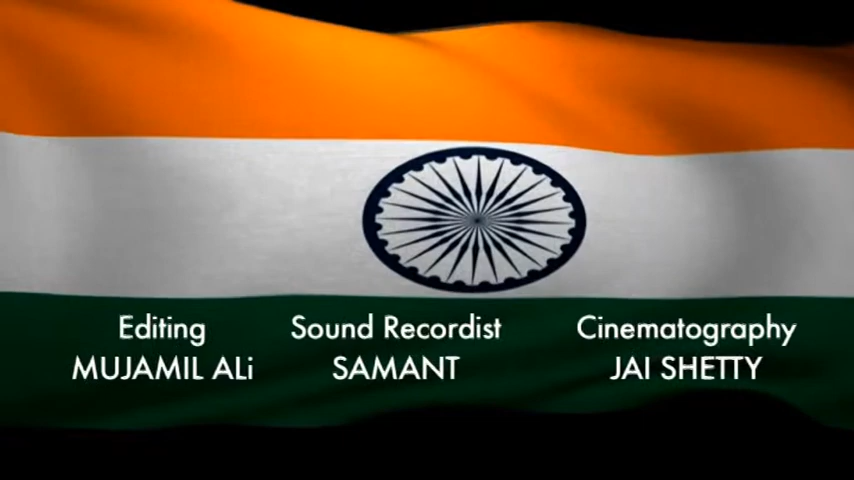 Editing Sound Recordist Cinematography
MUJAMIL ALi SAMANT JAI SHETTY